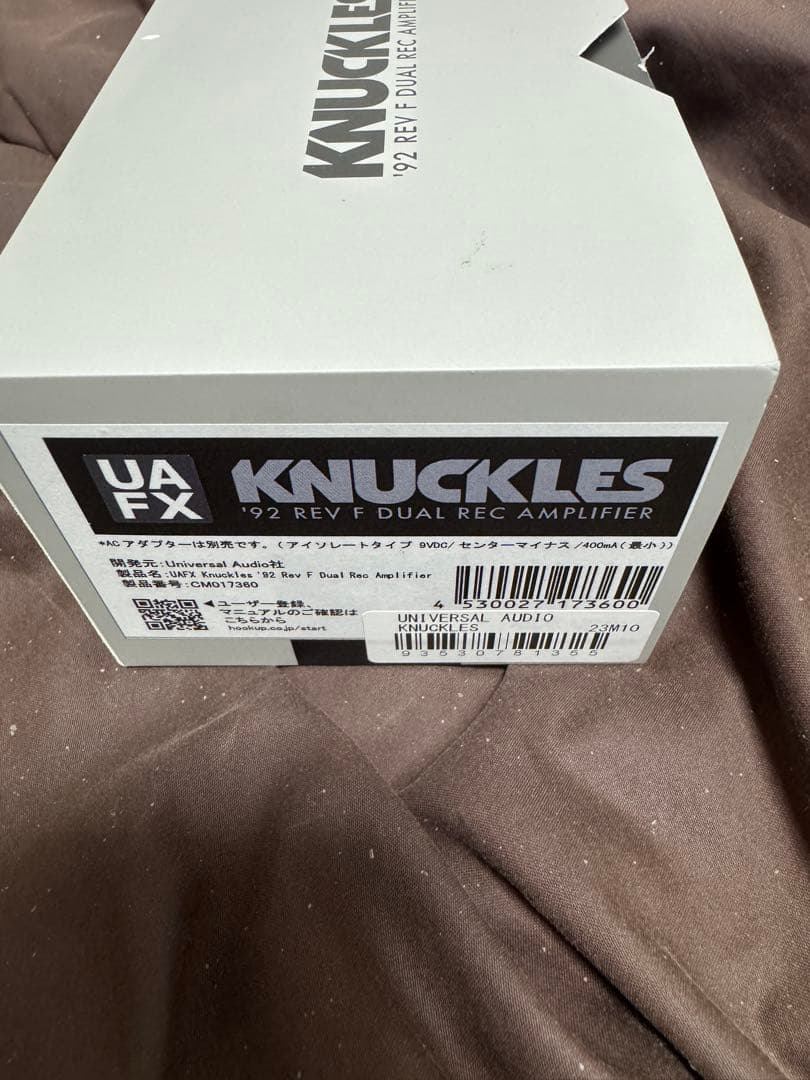 KNUCKLES
'92 REV F DUAL REC AMPLIFI
UA
FX
KNUCKLES
'92 REV F DUAL REC AMPLIFIER
*ACアダプターは別売です。(アイソレートタイプ 9VDC/センターマイナス/400mA(最小))
開発元:Universal Audio社
製品名:UAFX Knuckles '92 Rev F Dual Rec Amplifier
製品番号:CM017360
◀ユーザー登録、
マニュアルのご確認は
こちらから
hookup.co.jp/start
4 530027 173600
UNIVERSAL AUDIO
KNUCKLES 23M10
93530781355